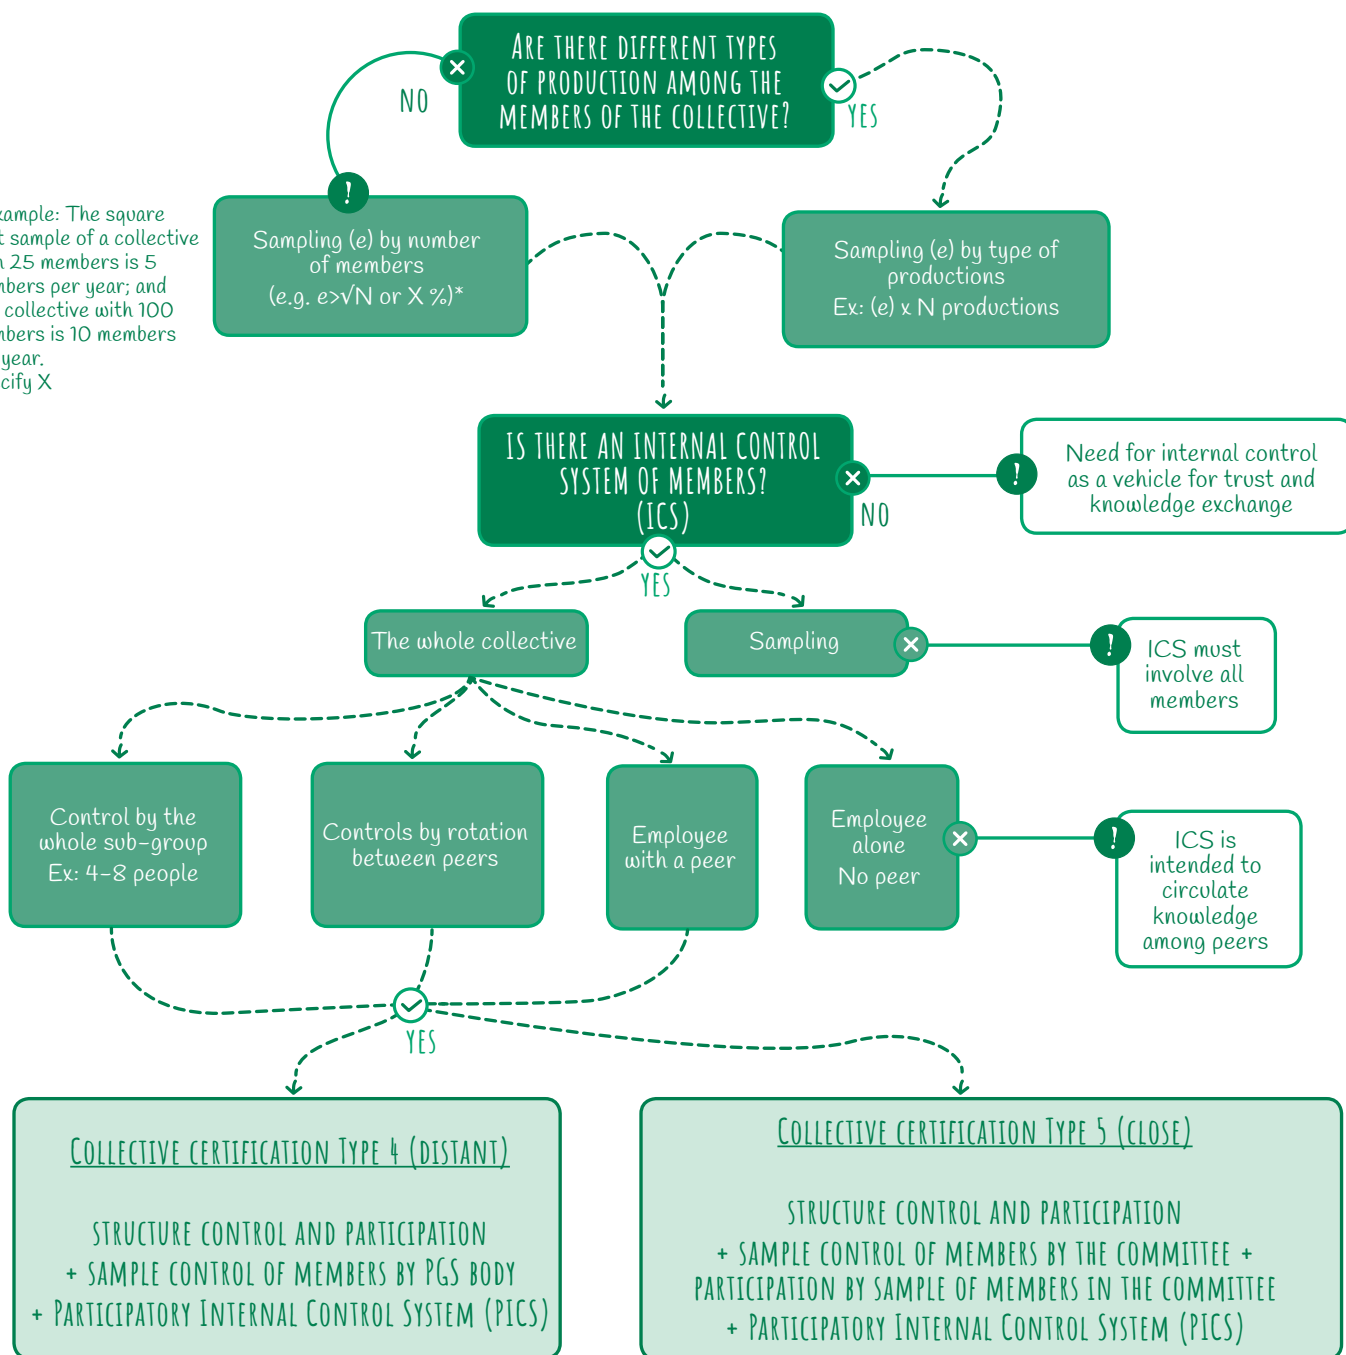 ARE THERE DIFFERENT TYPES
OF PRODUCTION AMONG THE
MEMBERS OF THE COLLECTIVE?
NO
YES
Sampling (e) by number
of members
(e.g. e>√N or X %)*
Sampling (e) by type of
productions
Ex: (e) x N productions
xample: The square
t sample of a collective
25 members is 5
mbers per year; and
collective with 100
mbers is 10 members
year.
cify X
IS THERE AN INTERNAL CONTROL
SYSTEM OF MEMBERS?
(ICS)
NO
YES
Need for internal control
as a vehicle for trust and
knowledge exchange
The whole collective
Sampling
ICS must
involve all
members
Control by the
whole sub-group
Ex: 4-8 people
Controls by rotation
between peers
Employee
with a peer
Employee
alone
No peer
ICS is
intended to
circulate
knowledge
among peers
YES
COLLECTIVE CERTIFICATION TYPE 4 (DISTANT)
STRUCTURE CONTROL AND PARTICIPATION
+ SAMPLE CONTROL OF MEMBERS BY PGS BODY
+ PARTICIPATORY INTERNAL CONTROL SYSTEM (PICS)
COLLECTIVE CERTIFICATION TYPE 5 (CLOSE)
STRUCTURE CONTROL AND PARTICIPATION
+ SAMPLE CONTROL OF MEMBERS BY THE COMMITTEE +
PARTICIPATION BY SAMPLE OF MEMBERS IN THE COMMITTEE
+ PARTICIPATORY INTERNAL CONTROL SYSTEM (PICS)